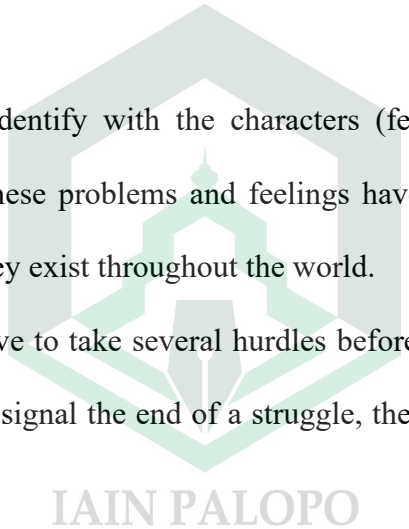 dentify with the characters (fe
hese problems and feelings hav
ey exist throughout the world.
ve to take several hurdles before
signal the end of a struggle, the
IAIN PALOPO